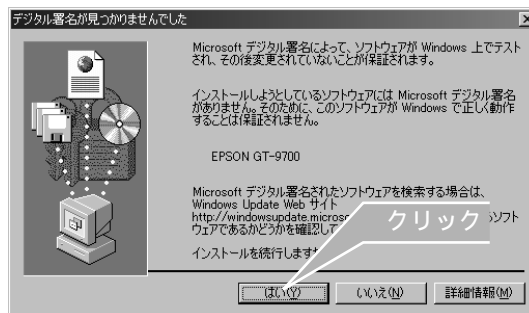 デジタル署名が見つかりませんでした
Microsoft デジタル署名によって、ソフトウェアが Windows 上でテスト
され、その後変更されていないことが保証されます。
インストールしようとしているソフトウェアには Microsoft デジタル署名
がありません。そのために、このソフトウェアが Windows で正しく動作
することは保証されません。
EPSON GT-9700
Microsoft デジタル署名されたソフトウェアを検索する場合は、
Windows Update Web サイト
http://windowsupdate.micros
ソフト
ウェアであるかどうかを確認して
クリック
インストールを続行しま
はい(Y)
いいえ(N)
詳細情報(M)